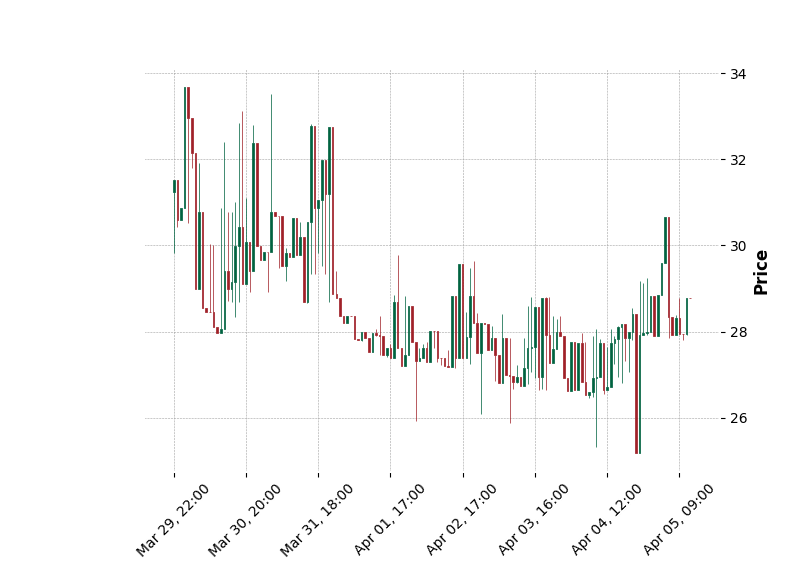 34
32
30
28
26
Price
Mar 29, 22:00
Mar 30, 20:00
Mar 31, 18:00
Apr 01, 17:00
Apr 02, 17:00
Apr 03, 16:00
Apr 04, 12:00
Apr 05, 09:00